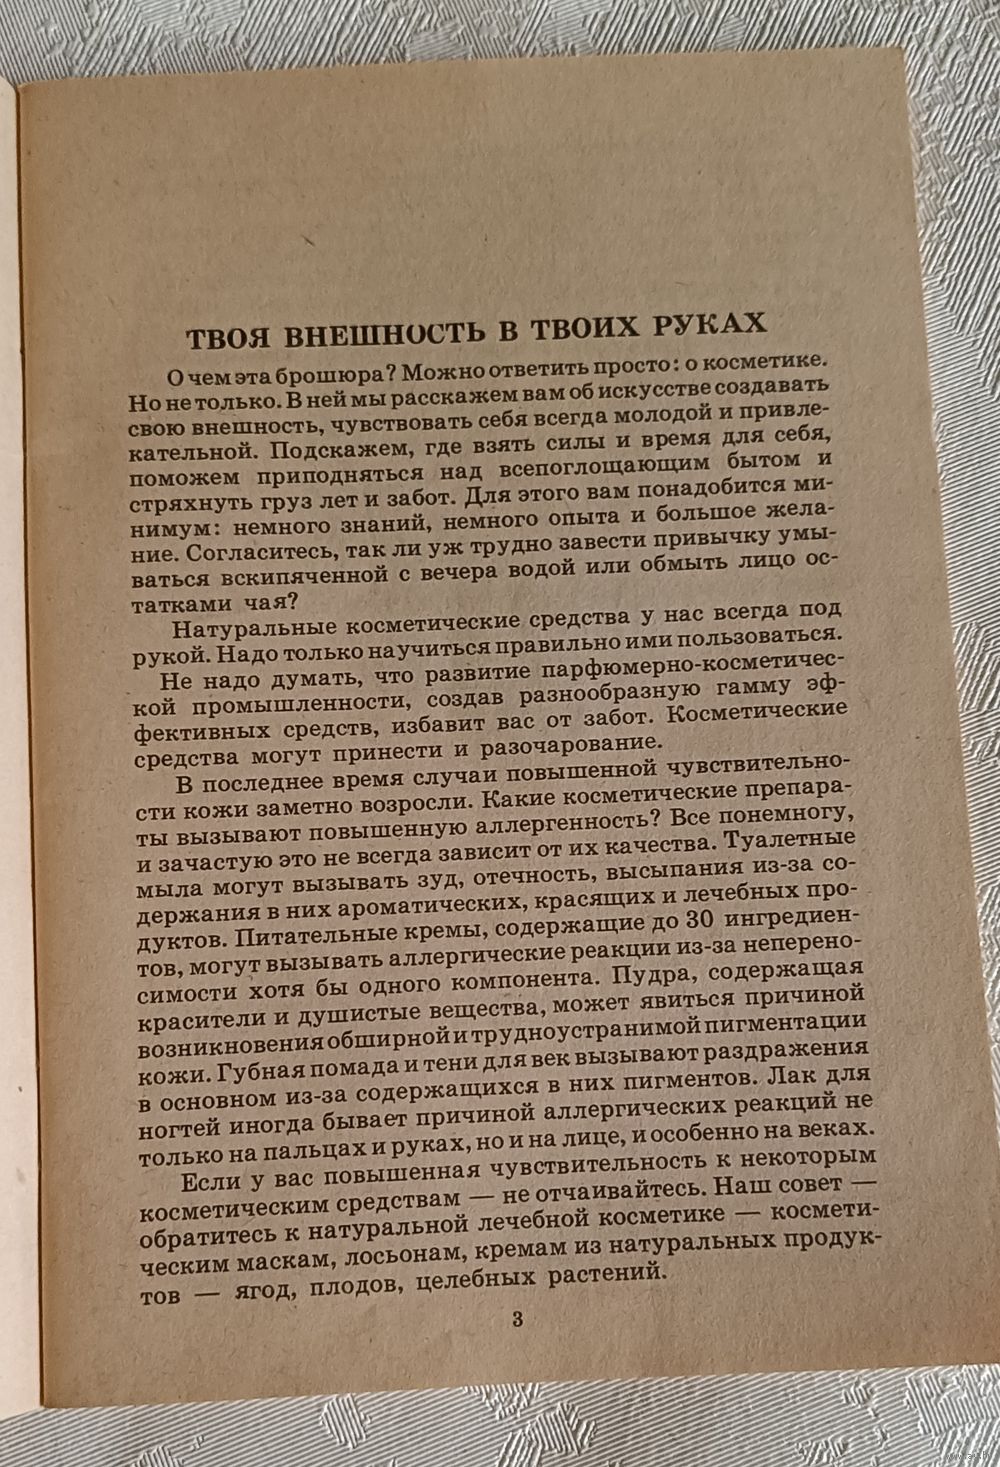 ТВОЯ ВНЕШНОСТЬ В ТВОИХ РУКАХ
О чем эта брошюра? Можно ответить просто: о косметике.
Но не только. В ней мы расскажем вам об искусстве создавать
свою внешность, чувствовать себя всегда молодой и привле-
кательной. Подскажем, где взять силы и время для себя,
поможем приподняться над всепоглощающим бытом и
стряхнуть груз лет и забот. Для этого вам понадобится ми-
нимум: немного знаний, немного опыта и большое жела-
ние. Согласитесь, так ли уж трудно завести привычку умы-
ваться вскипяченной с вечера водой или обмыть лицо ос-
татками чая?
Натуральные косметические средства у нас всегда под
рукой. Надо только научиться правильно ими пользоваться.
Не надо думать, что развитие парфюмерно-косметичес-
кой промышленности, создав разнообразную гамму эф-
фективных средств, избавит вас от забот. Косметические
средства могут принести и разочарование.
В последнее время случаи повышенной чувствительно-
сти кожи заметно возросли. Какие косметические препара-
ты вызывают повышенную аллергенность? Все понемногу,
и зачастую это не всегда зависит от их качества. Туалетные
мыла могут вызывать зуд, отечность, высыпания из-за со-
держания в них ароматических, красящих и лечебных про-
дуктов. Питательные кремы, содержащие до 30 ингредиен-
тов, могут вызывать аллергические реакции из-за неперено-
симости хотя бы одного компонента. Пудра, содержащая
красители и душистые вещества, может явиться причиной
возникновения обширной и трудноустранимой пигментации
кожи. Губная помада и тени для век вызывают раздражения
в основном из-за содержащихся в них пигментов. Лак для
ногтей иногда бывает причиной аллергических реакций не
только на пальцах и руках, но и на лице, и особенно на веках.
Если у вас повышенная чувствительность к некоторым
косметическим средствам — не отчаивайтесь. Наш совет —
обратитесь к натуральной лечебной косметике — космети-
ческим маскам, лосьонам, кремам из натуральных продук-
тов — ягод, плодов, целебных растений.
3